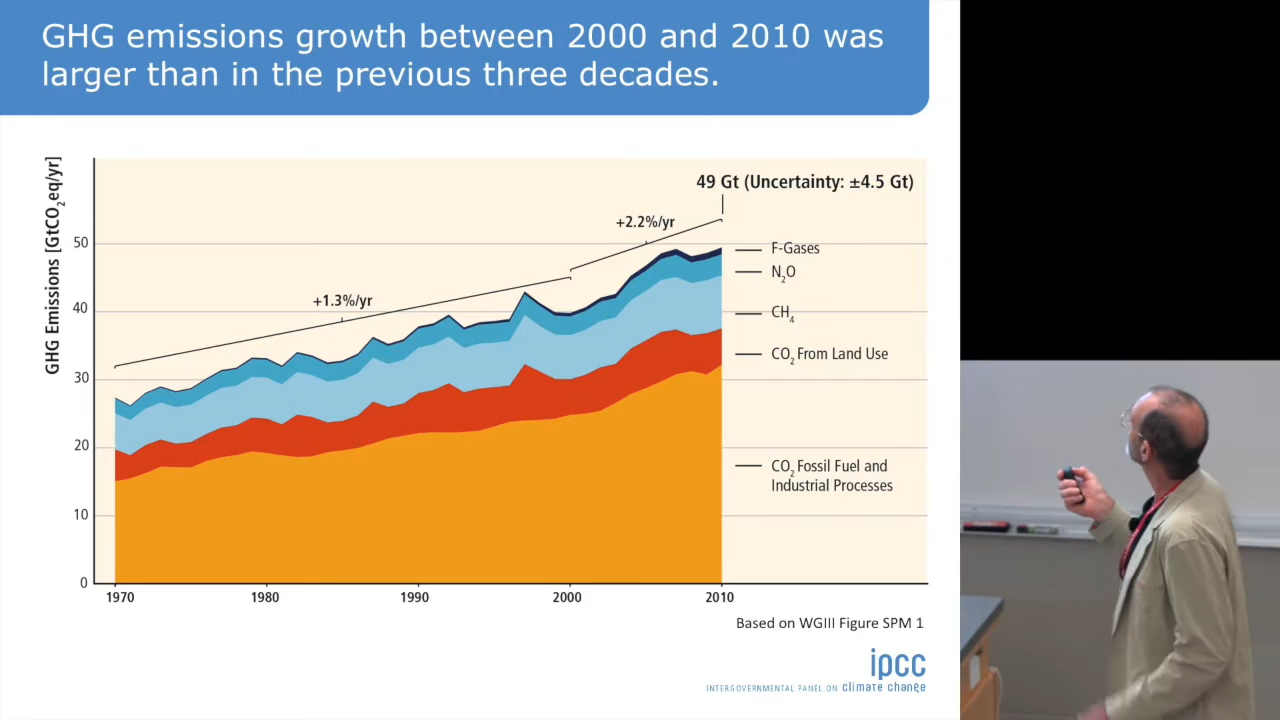 GHG emissions growth between 2000 and 2010 was
larger than in the previous three decades.
GHG Emissions [GtCO2eq/yr]
49 Gt (Uncertainty: ±4.5 Gt)
+2.2%/yr
+1.3%/yr
50
40
30
20
10
0
F-Gases
N2O
CH4
CO2 From Land Use
CO2 Fossil Fuel and
Industrial Processes
1970 1980 1990 2000 2010
Based on WGIII Figure SPM 1
ipcc
INTERGOVERNMENTAL PANEL ON climate change